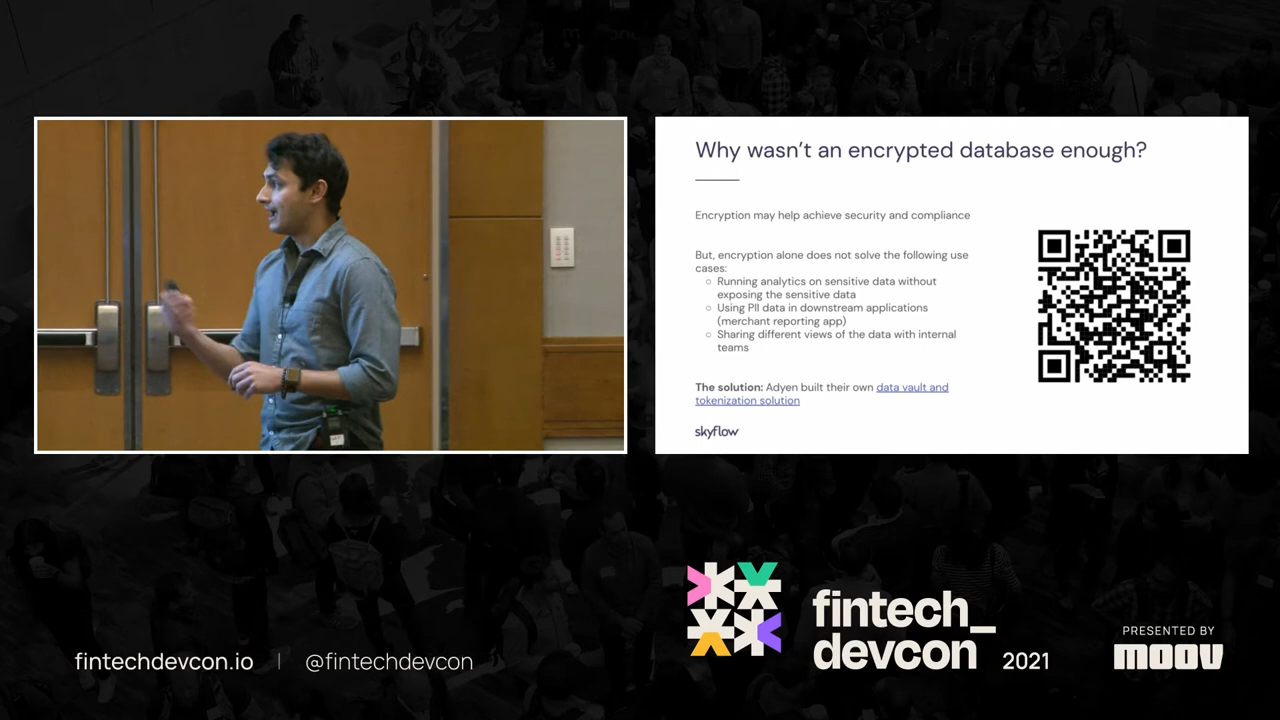 Why wasn't an encrypted database enough?
Encryption may help achieve security and compliance
But, encryption alone does not solve the following use
cases:
○ Running analytics on sensitive data without
exposing the sensitive data
○ Using PII data in downstream applications
(merchant reporting app)
○ Sharing different views of the data with internal
teams
The solution: Adyen built their own data vault and
tokenization solution
skyflow
fintech_
devcon 2021
PRESENTED BY
moov
fintechdevcon.io | @fintechdevcon